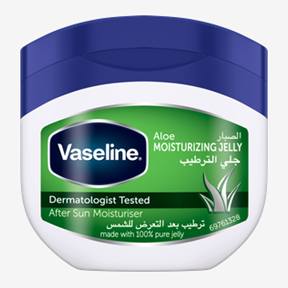 Aloe الصبار
MOISTURIZING JELLY
جلي الترطيب
Vaseline.
Dermatologist Tested
After Sun Moisturiser
ترطيب بعد التعرض للشمس
made with 100% pure jelly
69761328